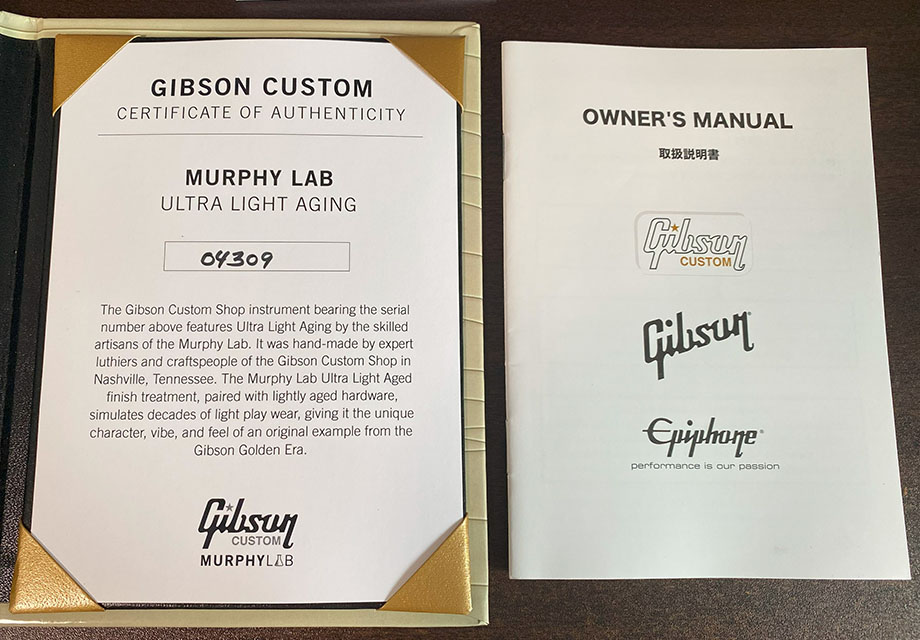 GIBSON CUSTOM
CERTIFICATE OF AUTHENTICITY
MURPHY LAB
ULTRA LIGHT AGING
04309
The Gibson Custom Shop instrument bearing the serial
number above features Ultra Light Aging by the skilled
artisans of the Murphy Lab. It was hand-made by expert
luthiers and craftspeople of the Gibson Custom Shop in
Nashville, Tennessee. The Murphy Lab Ultra Light Aged
finish treatment, paired with lightly aged hardware,
simulates decades of light play wear, giving it the unique
character, vibe, and feel of an original example from the
Gibson Golden Era.
Gibson
CUSTOM
MURPHYLAB
OWNER'S MANUAL
取扱説明書
Gibson
CUSTOM
Gibson®
Epiphone®
performance is our passion